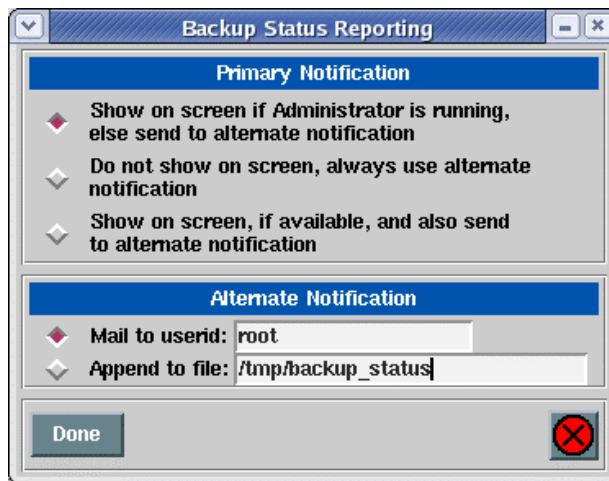 Backup Status Reporting
Primary Notification
Show on screen if Administrator is running,
else send to alternate notification
Do not show on screen, always use alternate
notification
Show on screen, if available, and also send
to alternate notification
Alternate Notification
Mail to userid: root
Append to file: /tmp/backup_status
Done